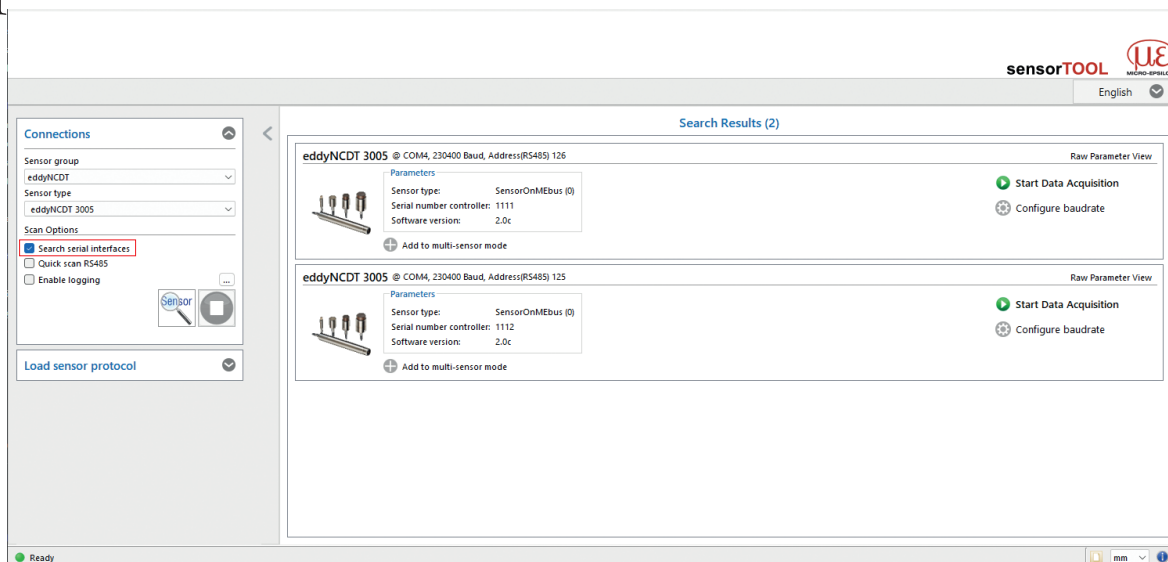 sensorTOOL
με
MICRO-EPSILO
English
Connections
Sensor group
eddyNCDT
Sensor type
eddyNCDT 3005
Scan Options
Search serial interfaces
Quick scan RS485
Enable logging
...
Sensor
Load sensor protocol
Search Results (2)
eddyNCDT 3005 @ COM4, 230400 Baud, Address(RS485) 126
Raw Parameter View
Parameters
Sensor type: SensorOnMEbus (0)
Serial number controller: 1111
Software version: 2.0c
Add to multi-sensor mode
Start Data Acquisition
Configure baudrate
eddyNCDT 3005 @ COM4, 230400 Baud, Address(RS485) 125
Raw Parameter View
Parameters
Sensor type: SensorOnMEbus (0)
Serial number controller: 1112
Software version: 2.0c
Add to multi-sensor mode
Start Data Acquisition
Configure baudrate
Ready
mm